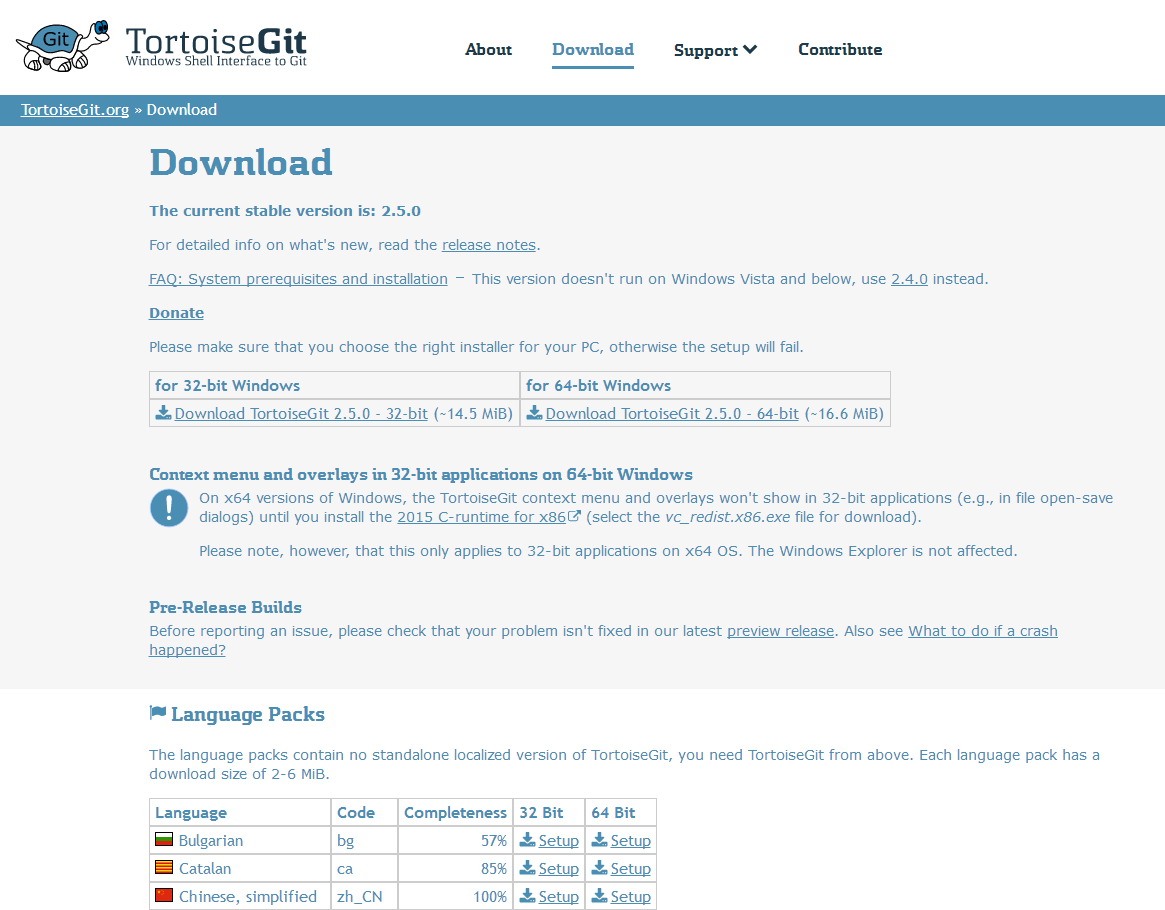 Git
TortoiseGit
Windows Shell Interface to Git
About Download Support Contribute
TortoiseGit.org » Download
Download
The current stable version is: 2.5.0
For detailed info on what's new, read the release notes.
FAQ: System prerequisites and installation – This version doesn't run on Windows Vista and below, use 2.4.0 instead.
Donate
Please make sure that you choose the right installer for your PC, otherwise the setup will fail.
for 32-bit Windows for 64-bit Windows
Download TortoiseGit 2.5.0 - 32-bit (~14.5 MiB) Download TortoiseGit 2.5.0 - 64-bit (~16.6 MiB)
Context menu and overlays in 32-bit applications on 64-bit Windows
On x64 versions of Windows, the TortoiseGit context menu and overlays won't show in 32-bit applications (e.g., in file open-save
dialogs) until you install the 2015 C-runtime for x86 (select the vc_redist.x86.exe file for download).
Please note, however, that this only applies to 32-bit applications on x64 OS. The Windows Explorer is not affected.
Pre-Release Builds
Before reporting an issue, please check that your problem isn't fixed in our latest preview release. Also see What to do if a crash
happened?
Language Packs
The language packs contain no standalone localized version of TortoiseGit, you need TortoiseGit from above. Each language pack has a
download size of 2-6 MiB.
Language Code Completeness 32 Bit 64 Bit
Bulgarian bg 57% Setup Setup
Catalan ca 85% Setup Setup
Chinese, simplified zh_CN 100% Setup Setup